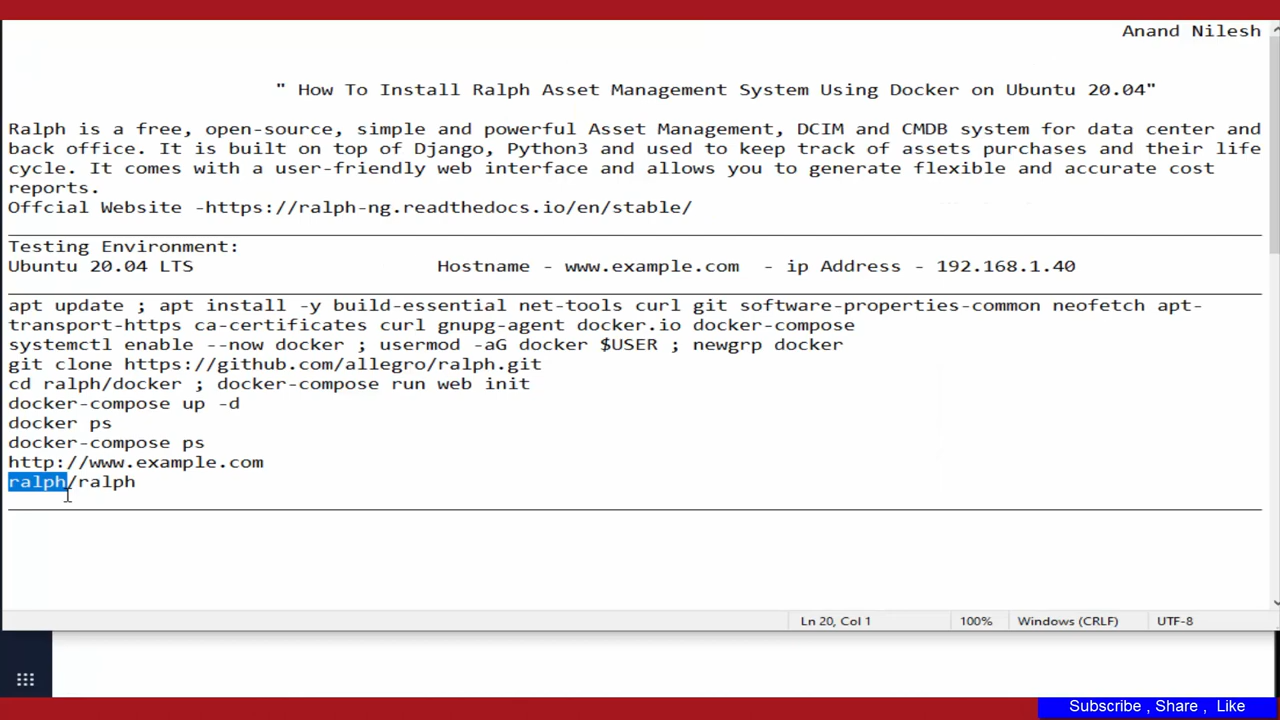 Anand Nilesh
" How To Install Ralph Asset Management System Using Docker on Ubuntu 20.04"
Ralph is a free, open-source, simple and powerful Asset Management, DCIM and CMDB system for data center and
back office. It is built on top of Django, Python3 and used to keep track of assets purchases and their life
cycle. It comes with a user-friendly web interface and allows you to generate flexible and accurate cost
reports.
Offcial Website -https://ralph-ng.readthedocs.io/en/stable/
Testing Environment:
Ubuntu 20.04 LTS Hostname - www.example.com - ip Address - 192.168.1.40
apt update ; apt install -y build-essential net-tools curl git software-properties-common neofetch apt-
transport-https ca-certificates curl gnupg-agent docker.io docker-compose
systemctl enable --now docker ; usermod -aG docker $USER ; newgrp docker
git clone https://github.com/allegro/ralph.git
cd ralph/docker ; docker-compose run web init
docker-compose up -d
docker ps
docker-compose ps
http://www.example.com
ralph/ralph
Ln 20, Col 1 100% Windows (CRLF) UTF-8
Subscribe , Share , Like